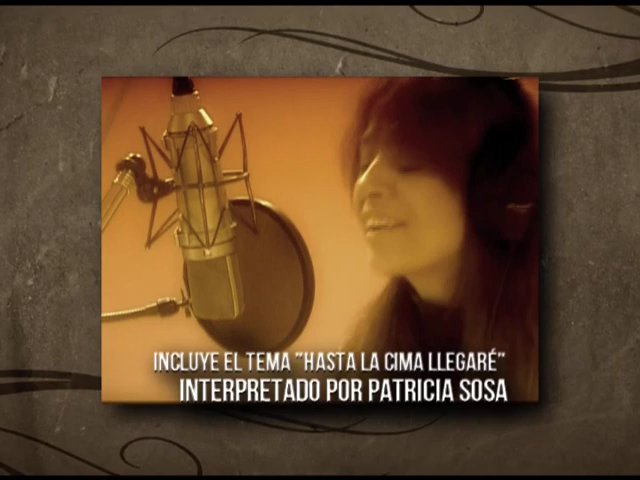 INCLUYE EL TEMA "HASTA LA CIMA LLEGARÉ"
INTERPRETADO POR PATRICIA SOSA